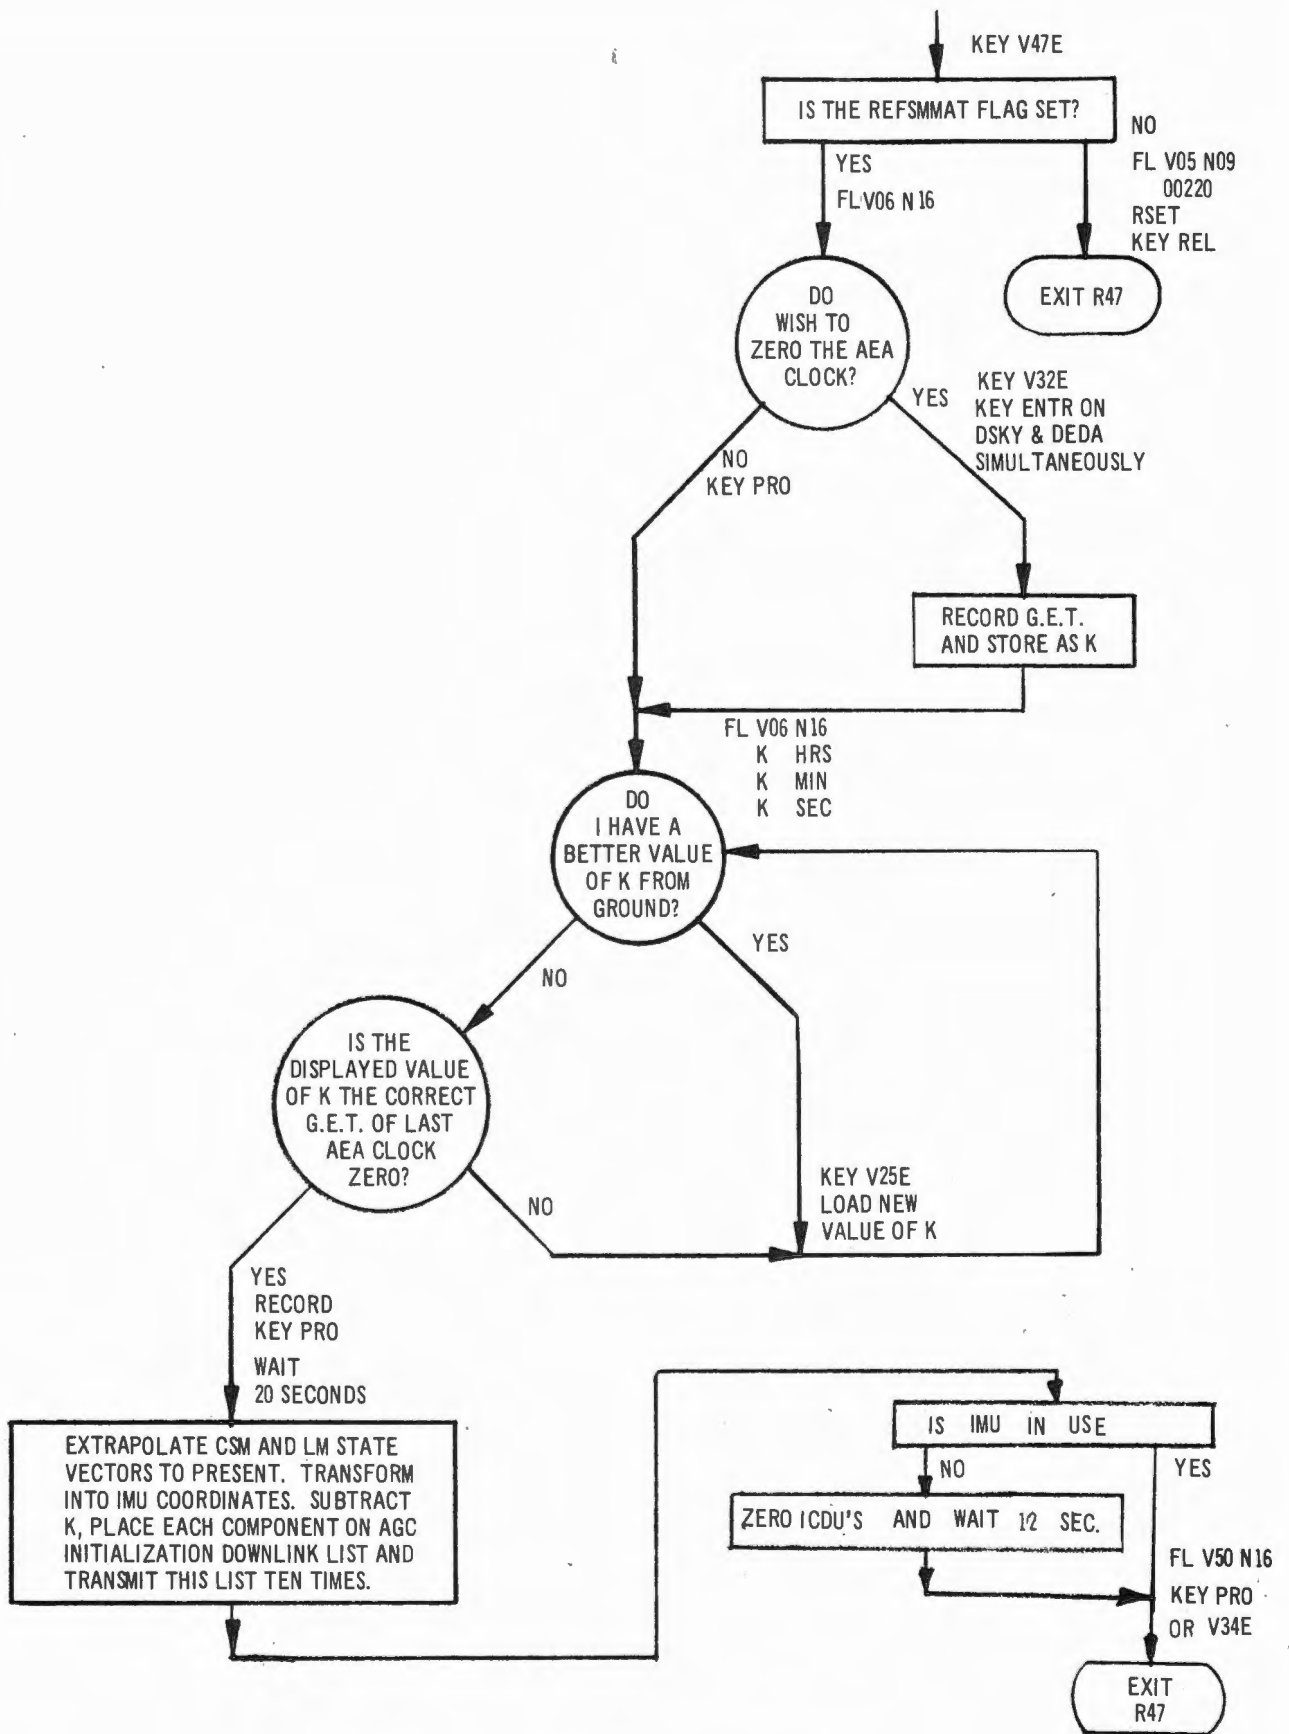 KEY V47E
IS THE REFSMMAT FLAG SET?
YES
FL V06 N16
NO
FL V05 N09
00220
RSET
KEY REL
EXIT R47
DO
WISH TO
ZERO THE AEA
CLOCK?
YES
KEY V32E
KEY ENTR ON
DSKY & DEDA
SIMULTANEOUSLY
NO
KEY PRO
RECORD G.E.T.
AND STORE AS K
FL V06 N16
K HRS
K MIN
K SEC
DO
I HAVE A
BETTER VALUE
OF K FROM
GROUND?
YES
NO
IS THE
DISPLAYED VALUE
OF K THE CORRECT
G.E.T. OF LAST
AEA CLOCK
ZERO?
NO
KEY V25E
LOAD NEW
VALUE OF K
YES
RECORD
KEY PRO
WAIT
20 SECONDS
EXTRAPOLATE CSM AND LM STATE
VECTORS TO PRESENT. TRANSFORM
INTO IMU COORDINATES. SUBTRACT
K, PLACE EACH COMPONENT ON AGC
INITIALIZATION DOWNLINK LIST AND
TRANSMIT THIS LIST TEN TIMES.
IS IMU IN USE
NO
YES
ZERO ICDU'S AND WAIT 12 SEC.
FL V50 N16
KEY PRO
OR V34E
EXIT
R47